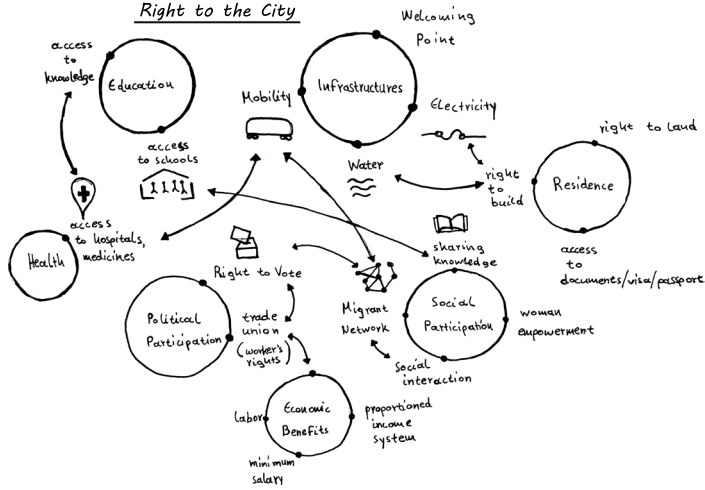 Right to the City
access
to
knowledge
Education
access
to schools
Mobility
Infrastructures
Welcoming
Point
Electricity
Water
right
to
build
right to land
Residence
access
to
documents/visa/passport
access
to hospitals,
medicines
Health
Right to Vote
Political
Participation
trade
union
(worker's
rights)
Migrant
Network
sharing
knowledge
Social
Participation
woman
empowerment
Social
interaction
labor
Economic
Benefits
proportioned
income
system
minimum
salary